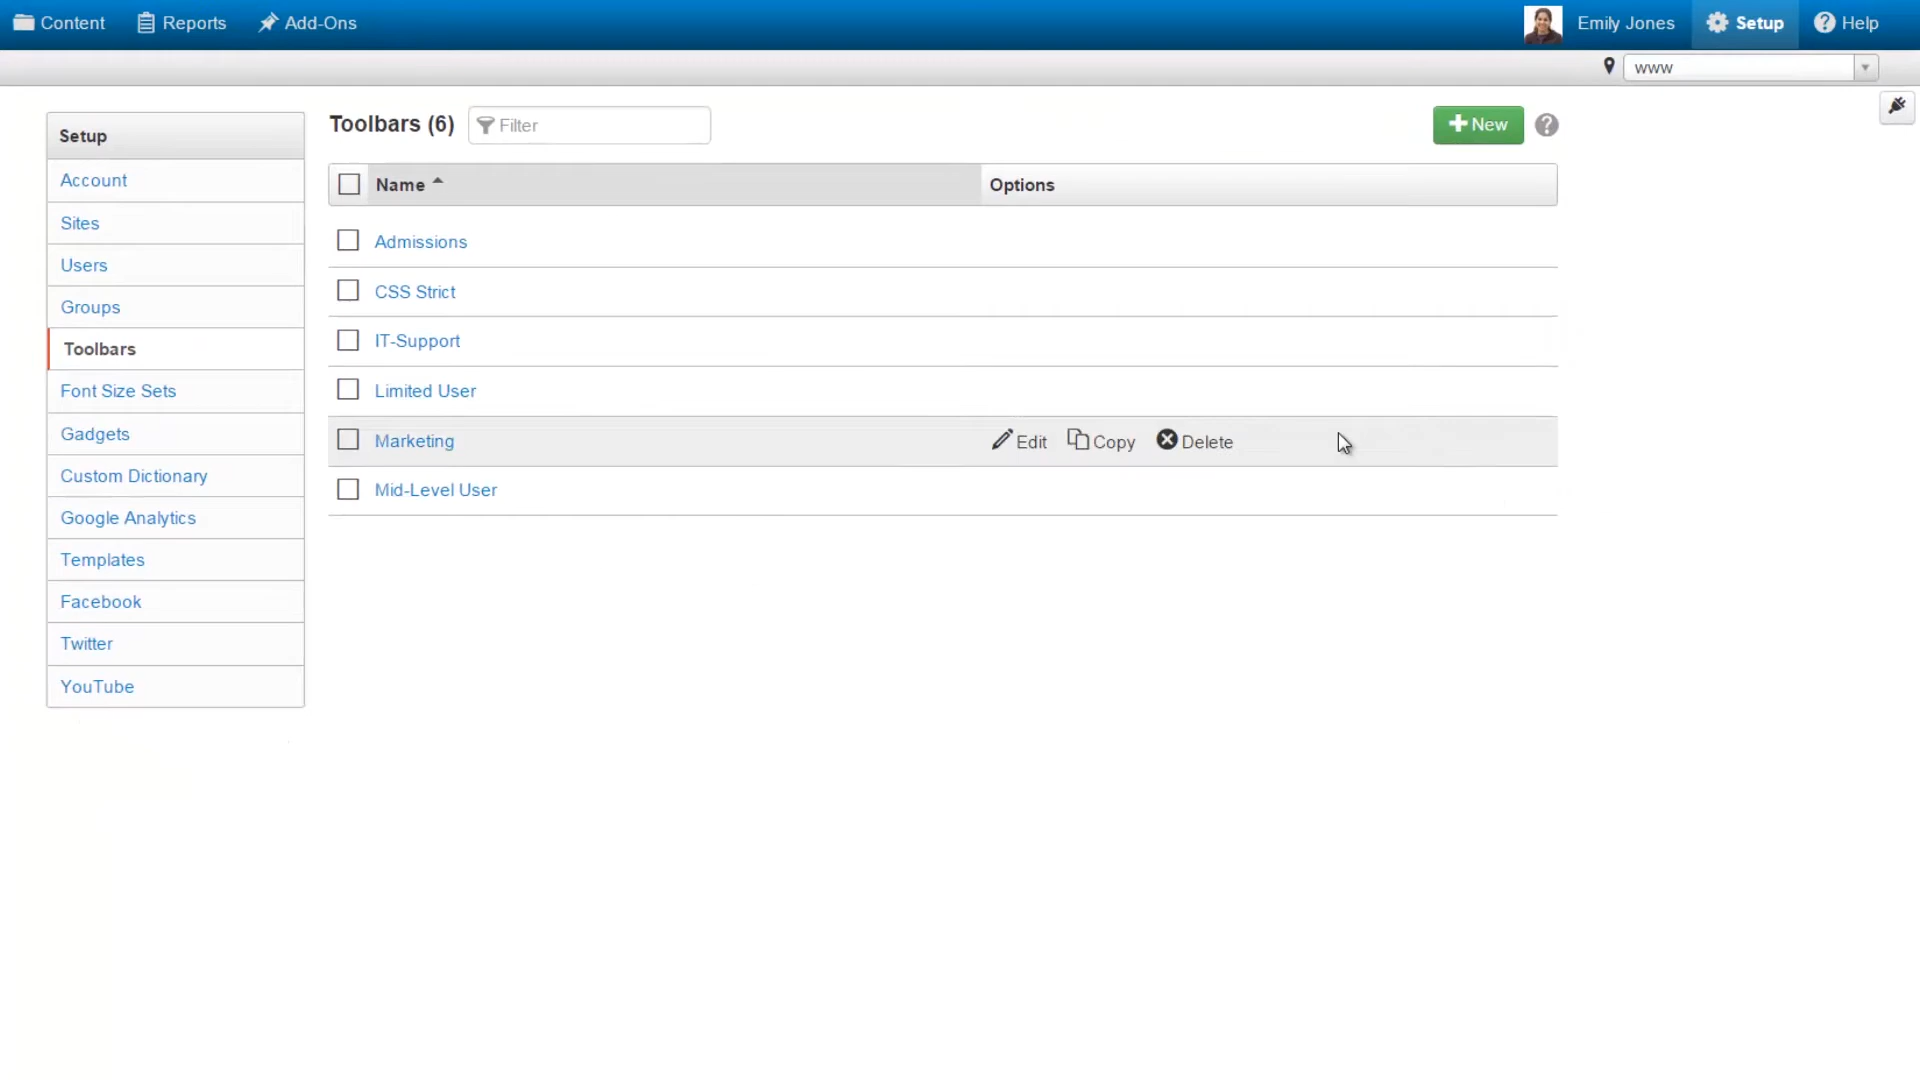 Content Reports Add-Ons Emily Jones Setup Help
www
Setup
Account
Sites
Users
Groups
Toolbars
Font Size Sets
Gadgets
Custom Dictionary
Google Analytics
Templates
Facebook
Twitter
YouTube
Toolbars (6) Filter New
Name Options
Admissions
CSS Strict
IT-Support
Limited User
Marketing Edit Copy Delete
Mid-Level User